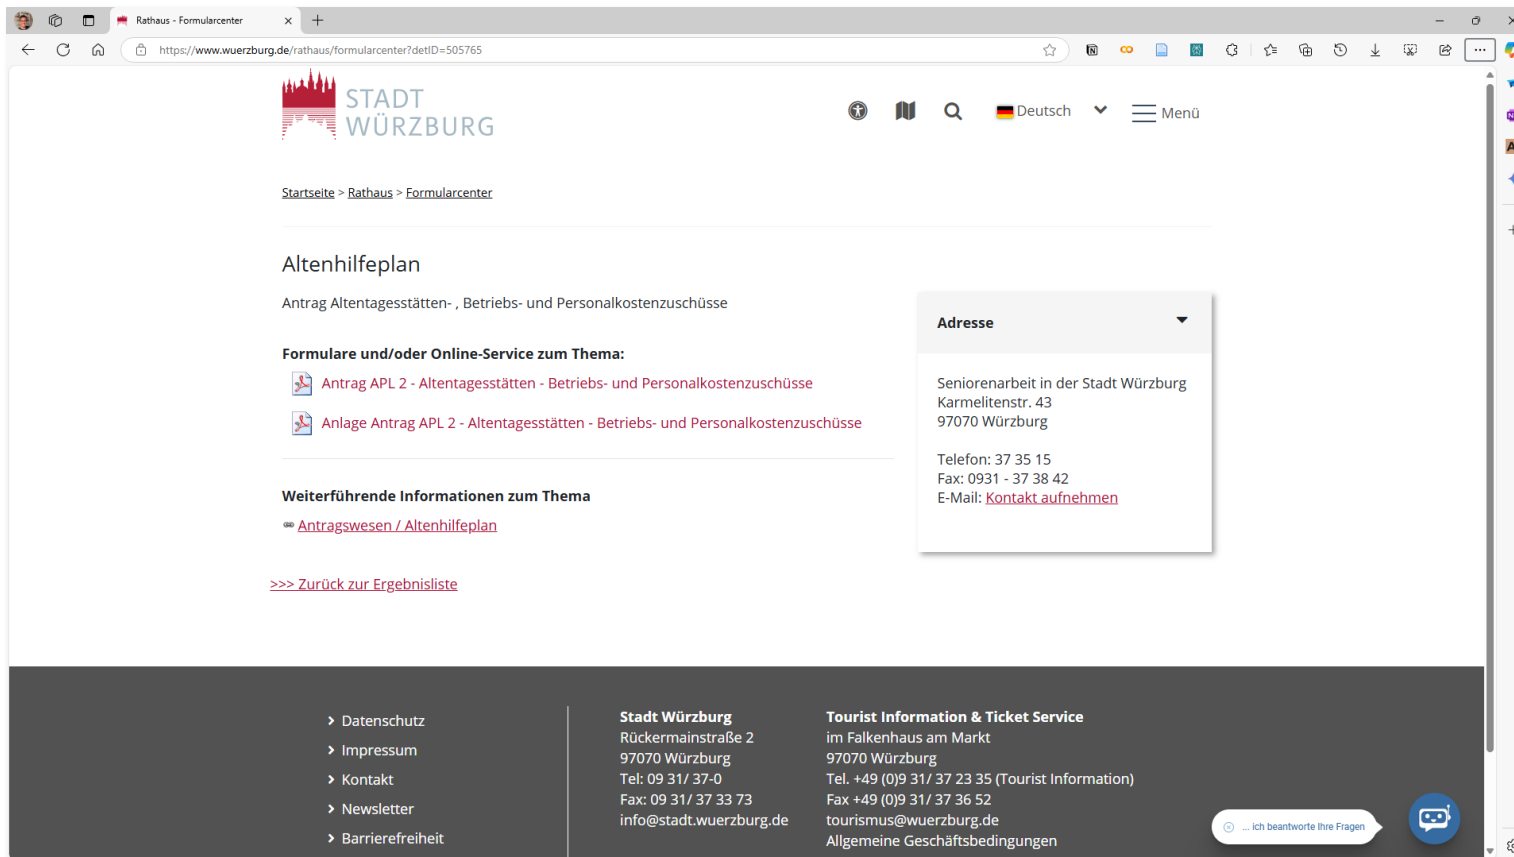 Rathaus - Formularcenter
https://www.wuerzburg.de/rathaus/formularcenter?detID=505765
STADT
WÜRZBURG
Deutsch
Menü
Startseite > Rathaus > Formularcenter
Altenhilfeplan
Antrag Altentagesstätten- , Betriebs- und Personalkostenzuschüsse
Formulare und/oder Online-Service zum Thema:
Antrag APL 2 - Altentagesstätten - Betriebs- und Personalkostenzuschüsse
Anlage Antrag APL 2 - Altentagesstätten - Betriebs- und Personalkostenzuschüsse
Weiterführende Informationen zum Thema
Antragswesen / Altenhilfeplan
>>> Zurück zur Ergebnisliste
Adresse
Seniorenarbeit in der Stadt Würzburg
Karmelitenstr. 43
97070 Würzburg
Telefon: 37 35 15
Fax: 0931 - 37 38 42
E-Mail: Kontakt aufnehmen
Datenschutz
Impressum
Kontakt
Newsletter
Barrierefreiheit
Stadt Würzburg
Rückermainstraße 2
97070 Würzburg
Tel: 09 31/ 37-0
Fax: 09 31/ 37 33 73
info@stadt.wuerzburg.de
Tourist Information & Ticket Service
im Falkenhaus am Markt
97070 Würzburg
Tel. +49 (0)9 31/ 37 23 35 (Tourist Information)
Fax +49 (0)9 31/ 37 36 52
tourismus@wuerzburg.de
Allgemeine Geschäftsbedingungen
... ich beantworte Ihre Fragen